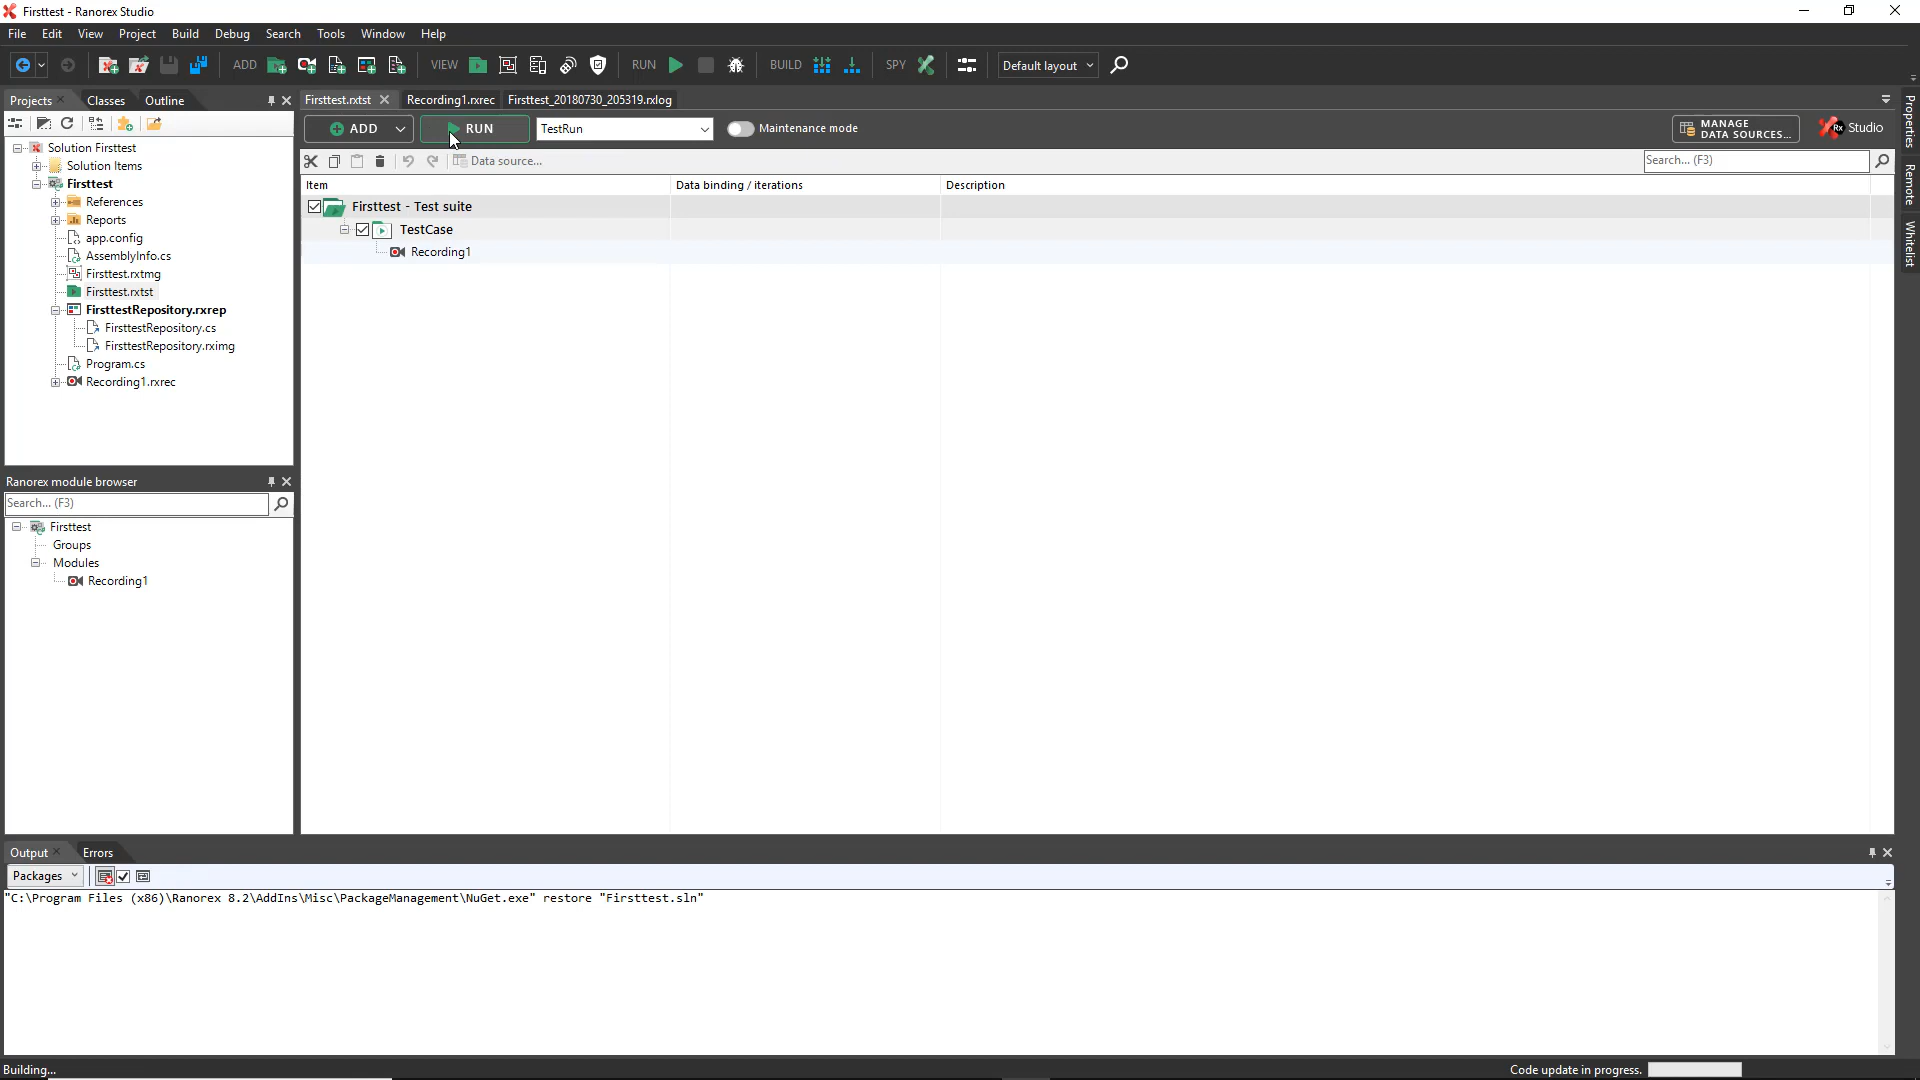 Firsttest - Ranorex Studio
File Edit View Project Build Debug Search Tools Window Help
ADD VIEW RUN BUILD SPY Default layout
Projects Classes Outline
Firsttest.rxtst Recording1.rxrec Firsttest_20180730_205319.rxlog
ADD RUN TestRun Maintenance mode MANAGE
DATA SOURCES... Rx Studio
Data source... Search... (F3)
Item Data binding / iterations Description
Firsttest - Test suite
TestCase
Recording1
Solution Firsttest
Solution Items
Firsttest
References
Reports
app.config
AssemblyInfo.cs
Firsttest.rxtmg
Firsttest.rxtst
FirsttestRepository.rxrep
FirsttestRepository.cs
FirsttestRepository.rximg
Program.cs
Recording1.rxrec
Ranorex module browser
Search... (F3)
Firsttest
Groups
Modules
Recording1
Properties
Remote
Whitelist
Output Errors
Packages
"C:\Program Files (x86)\Ranorex 8.2\AddIns\Misc\PackageManagement\NuGet.exe" restore "Firsttest.sln"
Building... Code update in progress.